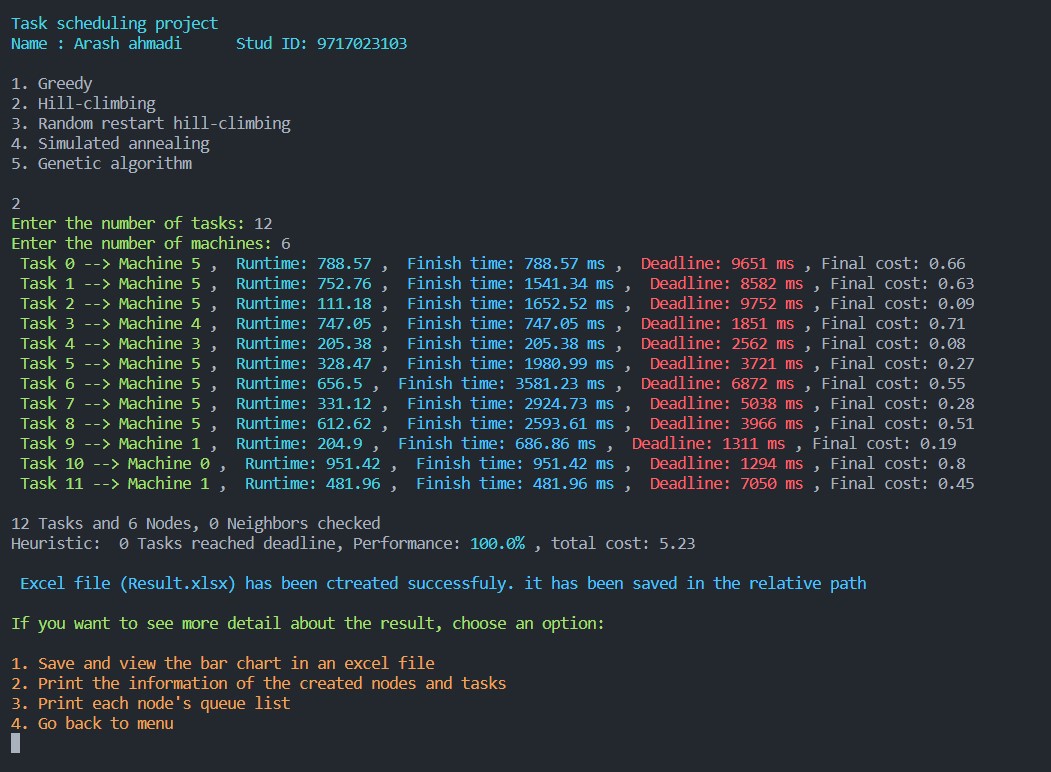 Task scheduling project
Name : Arash ahmadi      Stud ID: 9717023103
1. Greedy
2. Hill-climbing
3. Random restart hill-climbing
4. Simulated annealing
5. Genetic algorithm
2
Enter the number of tasks: 12
Enter the number of machines: 6
Task 0 --> Machine 5 ,  Runtime: 788.57 ,  Finish time: 788.57 ms ,  Deadline: 9651 ms , Final cost: 0.66
Task 1 --> Machine 5 ,  Runtime: 752.76 ,  Finish time: 1541.34 ms ,  Deadline: 8582 ms , Final cost: 0.63
Task 2 --> Machine 5 ,  Runtime: 111.18 ,  Finish time: 1652.52 ms ,  Deadline: 9752 ms , Final cost: 0.09
Task 3 --> Machine 4 ,  Runtime: 747.05 ,  Finish time: 747.05 ms ,  Deadline: 1851 ms , Final cost: 0.71
Task 4 --> Machine 3 ,  Runtime: 205.38 ,  Finish time: 205.38 ms ,  Deadline: 2562 ms , Final cost: 0.08
Task 5 --> Machine 5 ,  Runtime: 328.47 ,  Finish time: 1980.99 ms ,  Deadline: 3721 ms , Final cost: 0.27
Task 6 --> Machine 5 ,  Runtime: 656.5 ,  Finish time: 3581.23 ms ,  Deadline: 6872 ms , Final cost: 0.55
Task 7 --> Machine 5 ,  Runtime: 331.12 ,  Finish time: 2924.73 ms ,  Deadline: 5038 ms , Final cost: 0.28
Task 8 --> Machine 5 ,  Runtime: 612.62 ,  Finish time: 2593.61 ms ,  Deadline: 3966 ms , Final cost: 0.51
Task 9 --> Machine 1 ,  Runtime: 204.9 ,  Finish time: 686.86 ms ,  Deadline: 1311 ms , Final cost: 0.19
Task 10 --> Machine 0 ,  Runtime: 951.42 ,  Finish time: 951.42 ms ,  Deadline: 1294 ms , Final cost: 0.8
Task 11 --> Machine 1 ,  Runtime: 481.96 ,  Finish time: 481.96 ms ,  Deadline: 7050 ms , Final cost: 0.45
12 Tasks and 6 Nodes, 0 Neighbors checked
Heuristic:  0 Tasks reached deadline, Performance: 100.0% , total cost: 5.23
Excel file (Result.xlsx) has been ctreated successfuly. it has been saved in the relative path
If you want to see more detail about the result, choose an option:
1. Save and view the bar chart in an excel file
2. Print the information of the created nodes and tasks
3. Print each node's queue list
4. Go back to menu